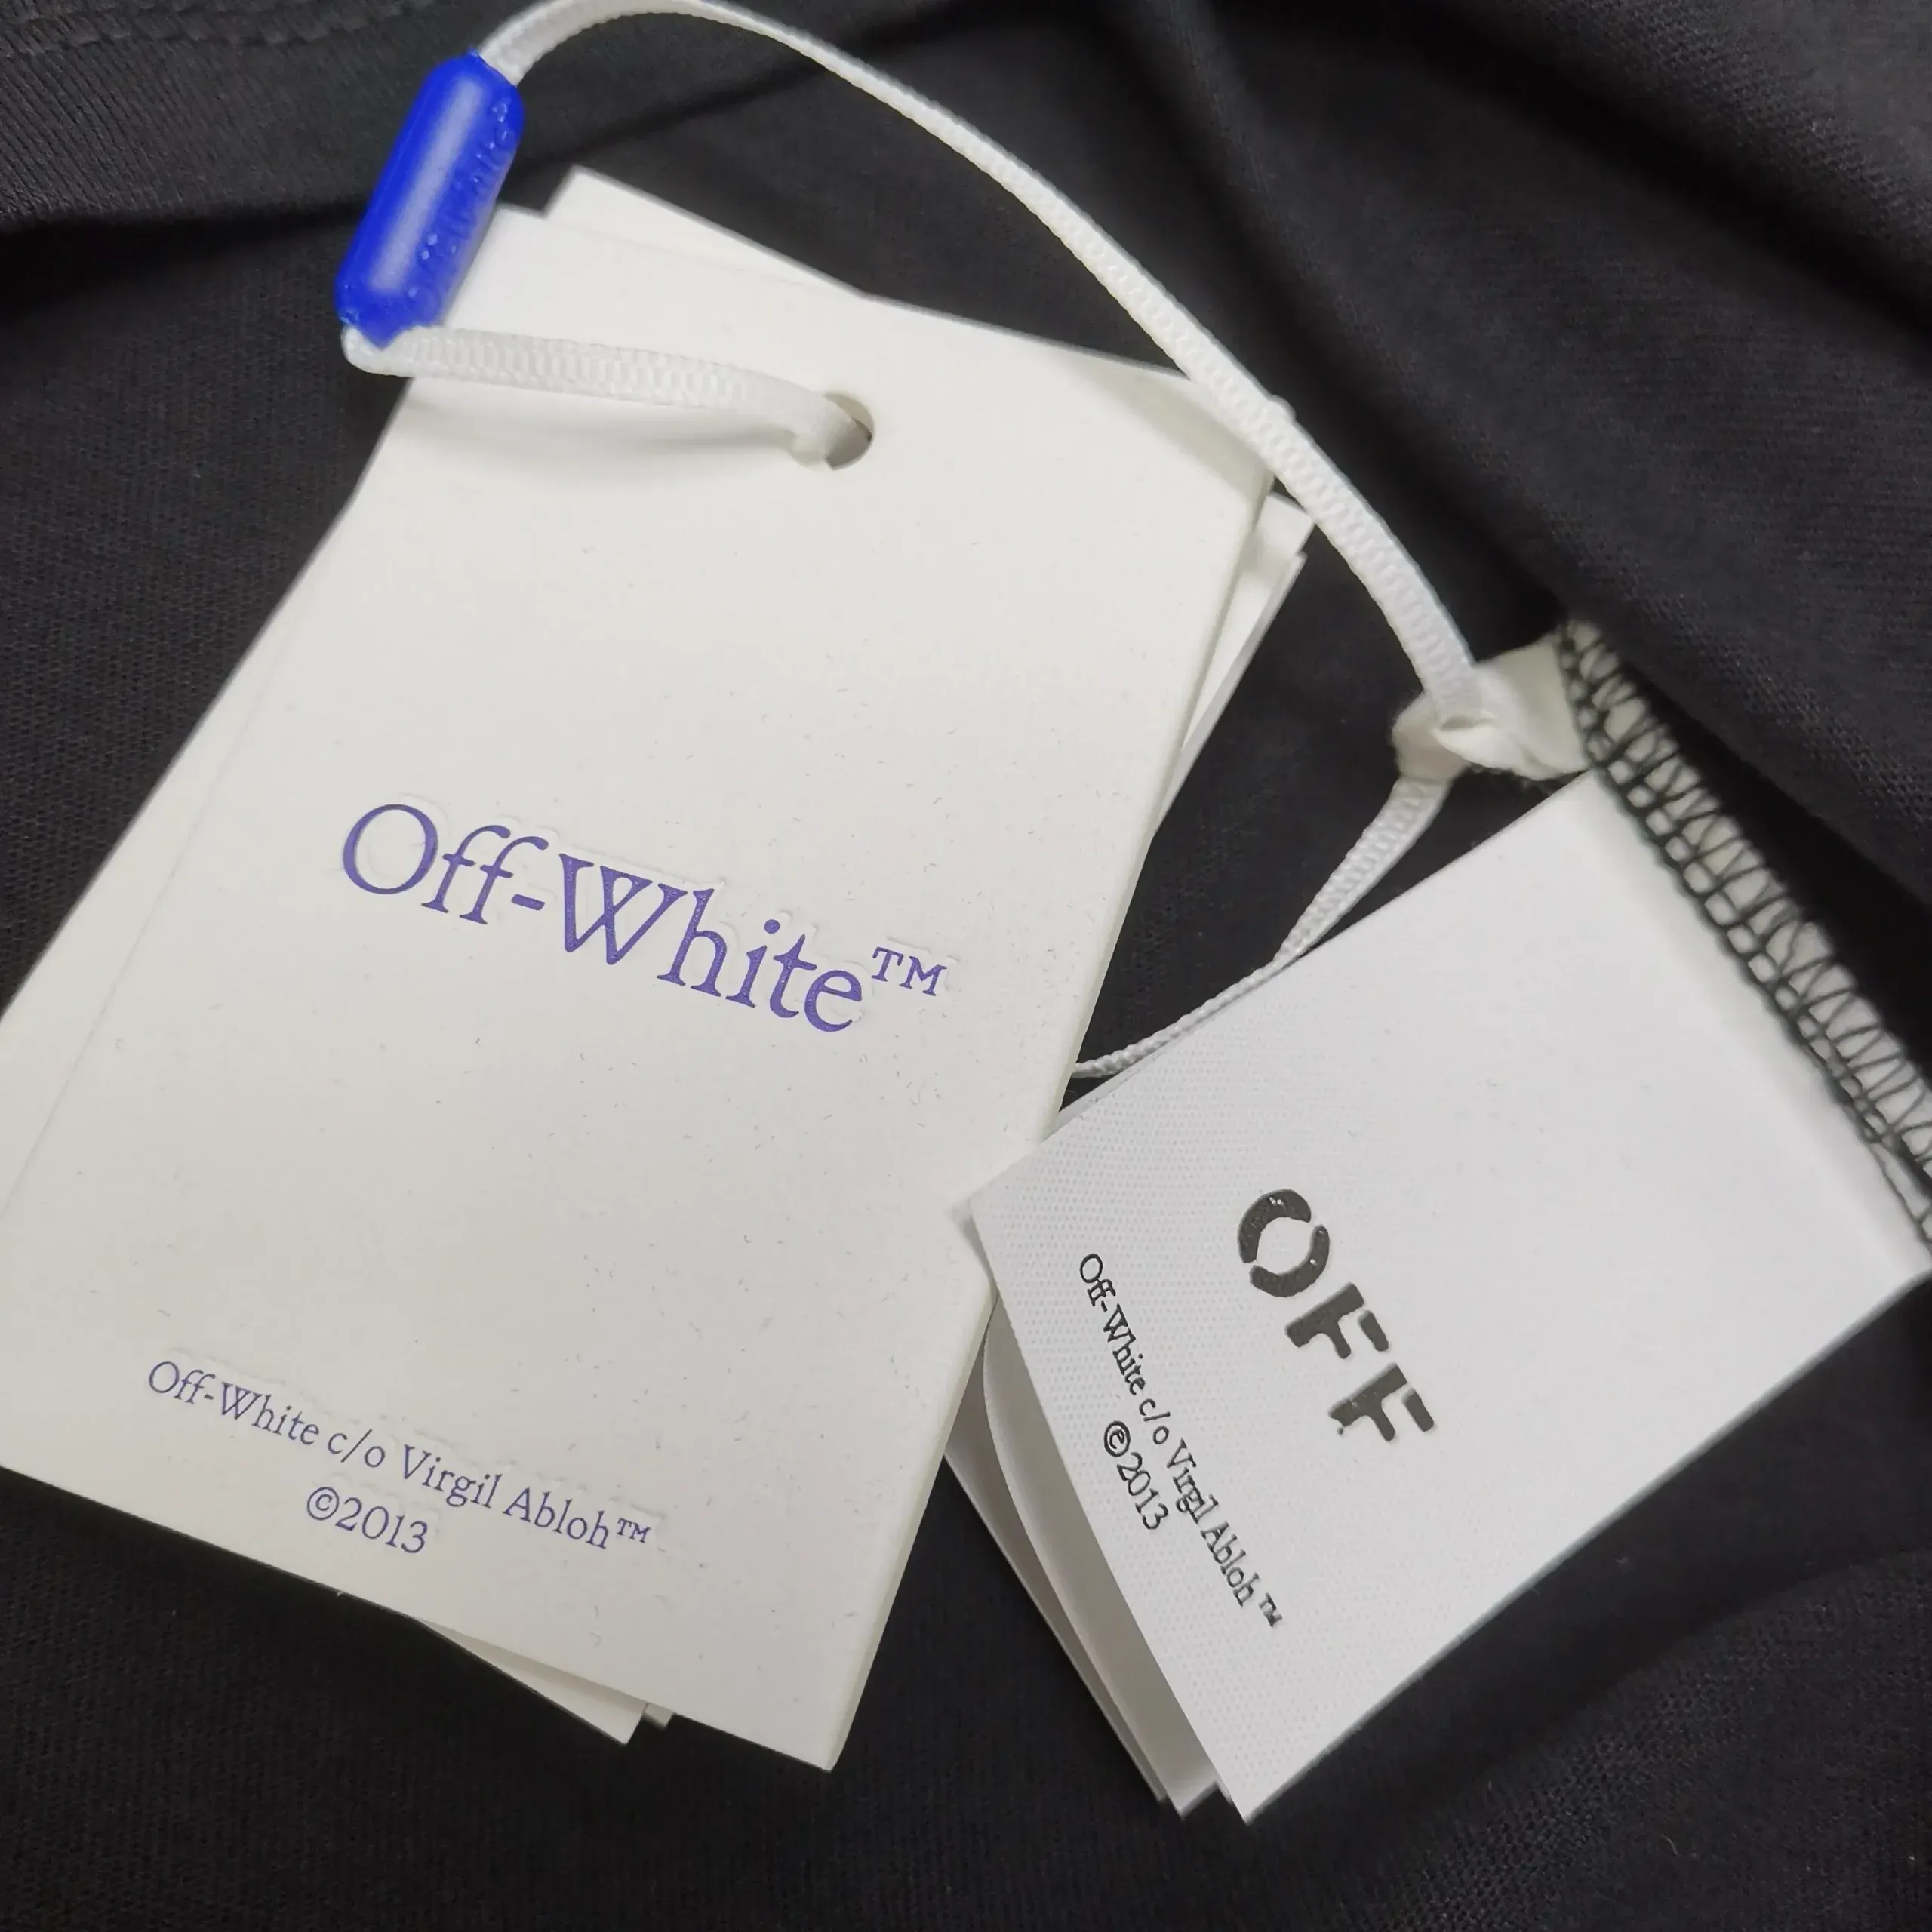 Off-White™
Off-White c/o Virgil Abloh™
©2013
OFF
Off-White c/o Virgil Abloh™
©2013